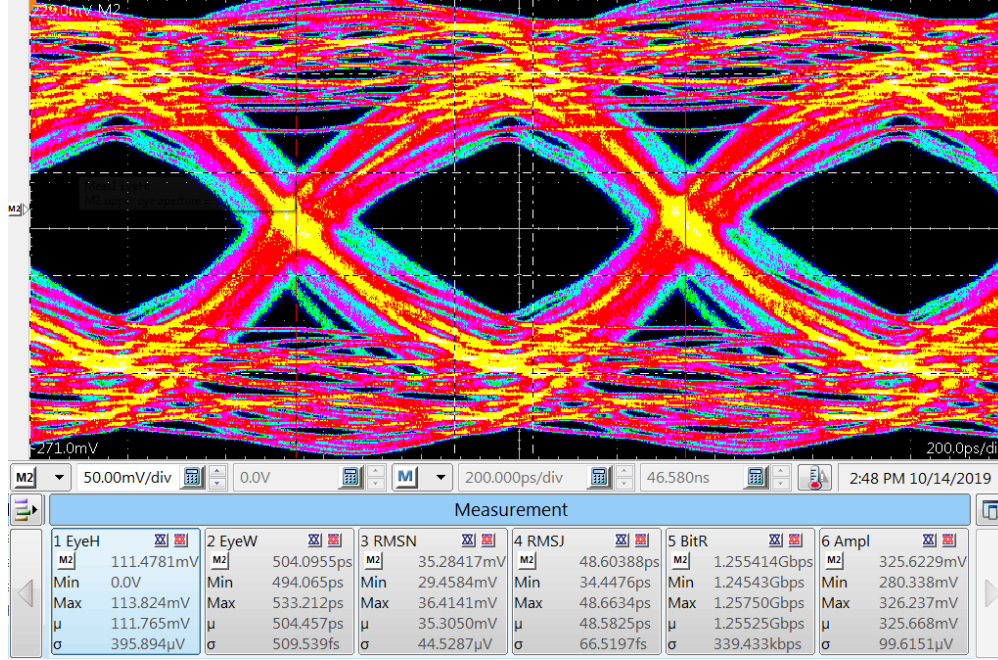 229.0mV M2
M2
-271.0mV
200.0ps/di
M2 50.00mV/div 0.0V M 200.000ps/div 46.580ns 2:48 PM 10/14/2019
Measurement
1 EyeH 2 EyeW 3 RMSN 4 RMSJ 5 BitR 6 Ampl
M2 111.4781mV M2 504.0955ps M2 35.28417mV M2 48.60388ps M2 1.255414Gbps M2 325.6229mV
Min 0.0V Min 494.065ps Min 29.4584mV Min 34.4476ps Min 1.24543Gbps Min 280.338mV
Max 113.824mV Max 533.212ps Max 36.4141mV Max 48.6634ps Max 1.25750Gbps Max 326.237mV
µ 111.765mV µ 504.457ps µ 35.3050mV µ 48.5825ps µ 1.25525Gbps µ 325.668mV
σ 395.894µV σ 509.539fs σ 44.5287µV σ 66.5197fs σ 339.433kbps σ 99.6151µV